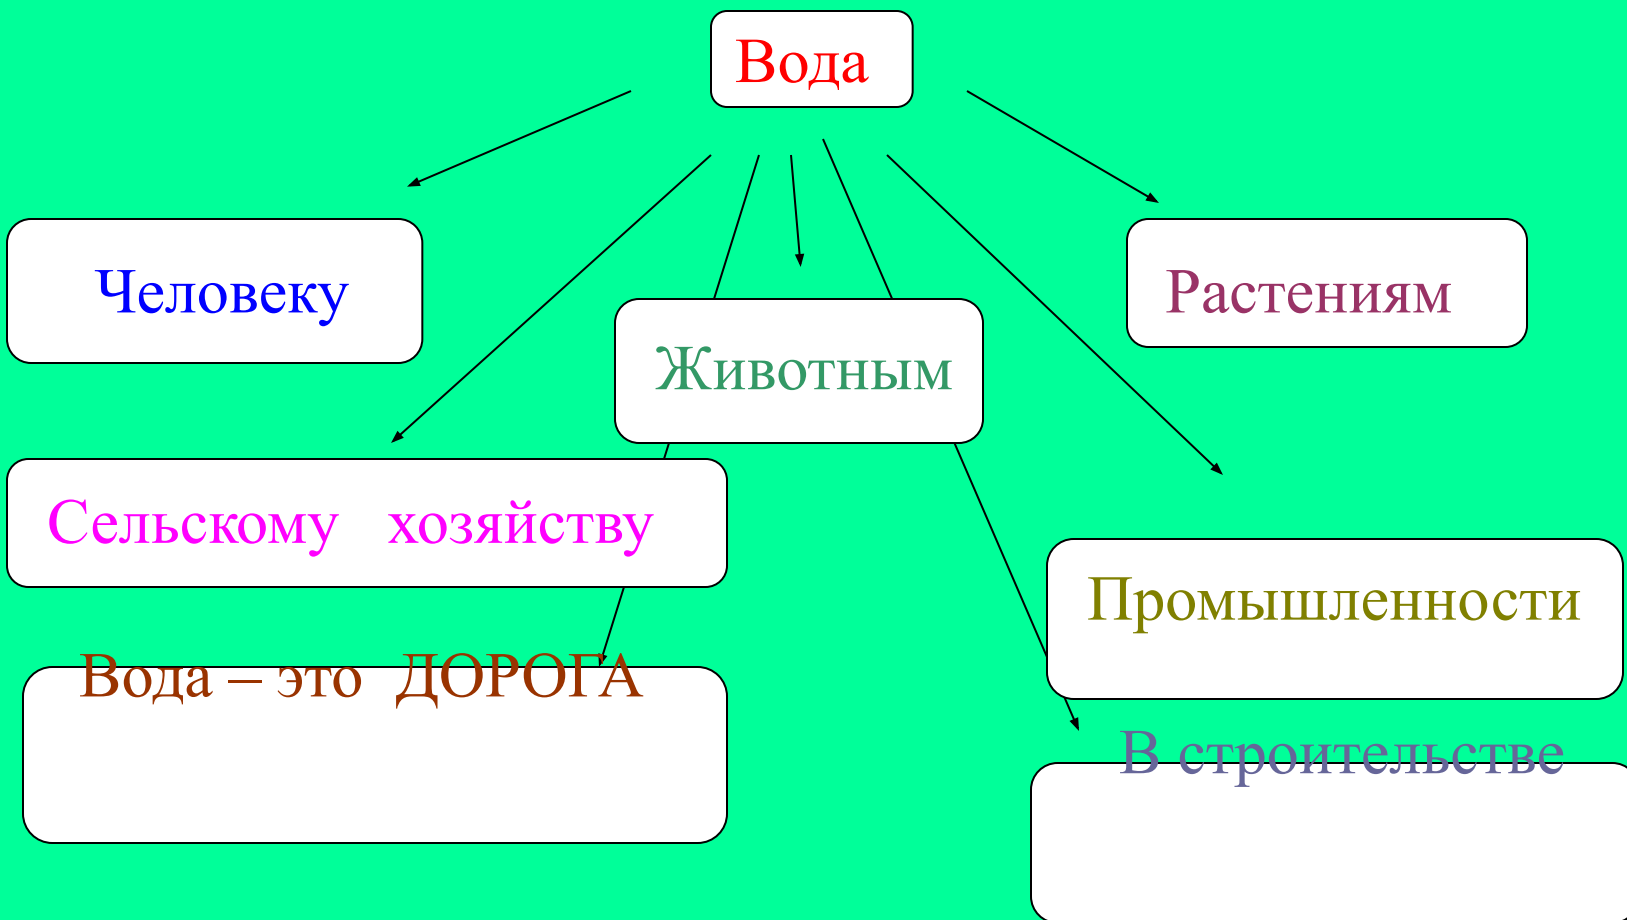 Вода
Человеку
Растениям
Животным
Сельскому хозяйству
Промышленности
Вода – это ДОРОГА
В строительстве